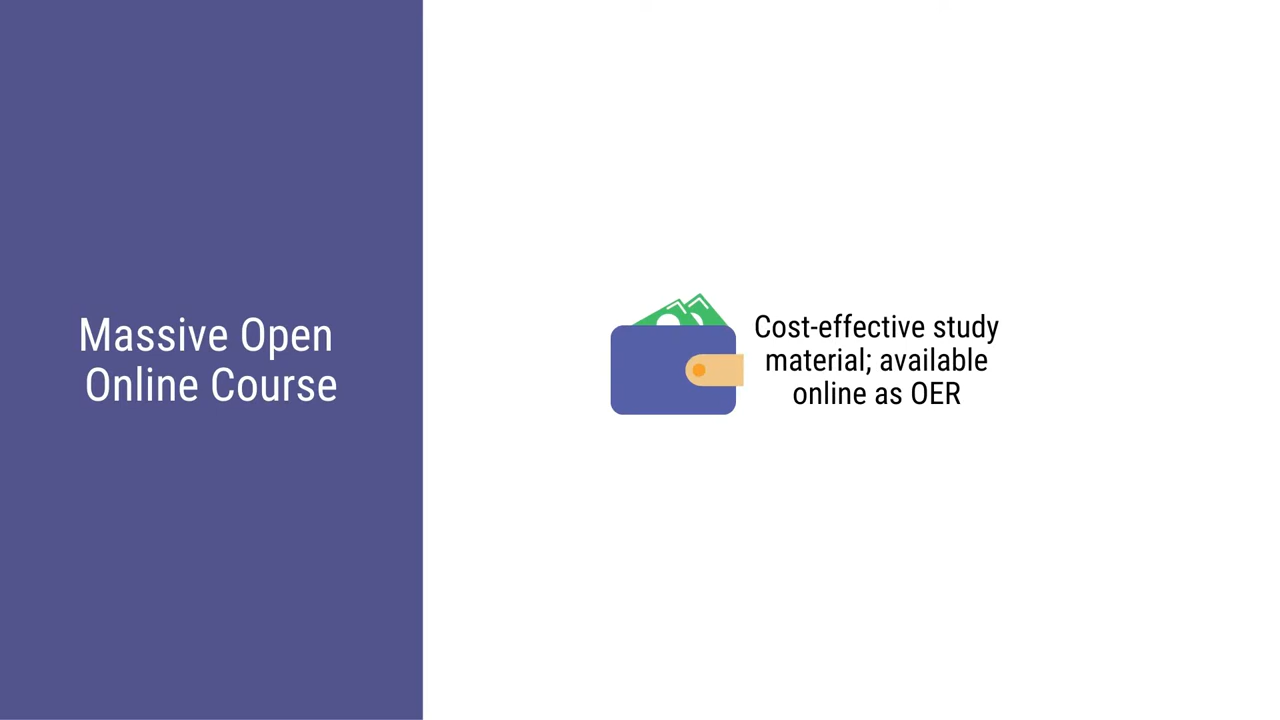 Massive Open
Online Course
Cost-effective study
material; available
online as OER